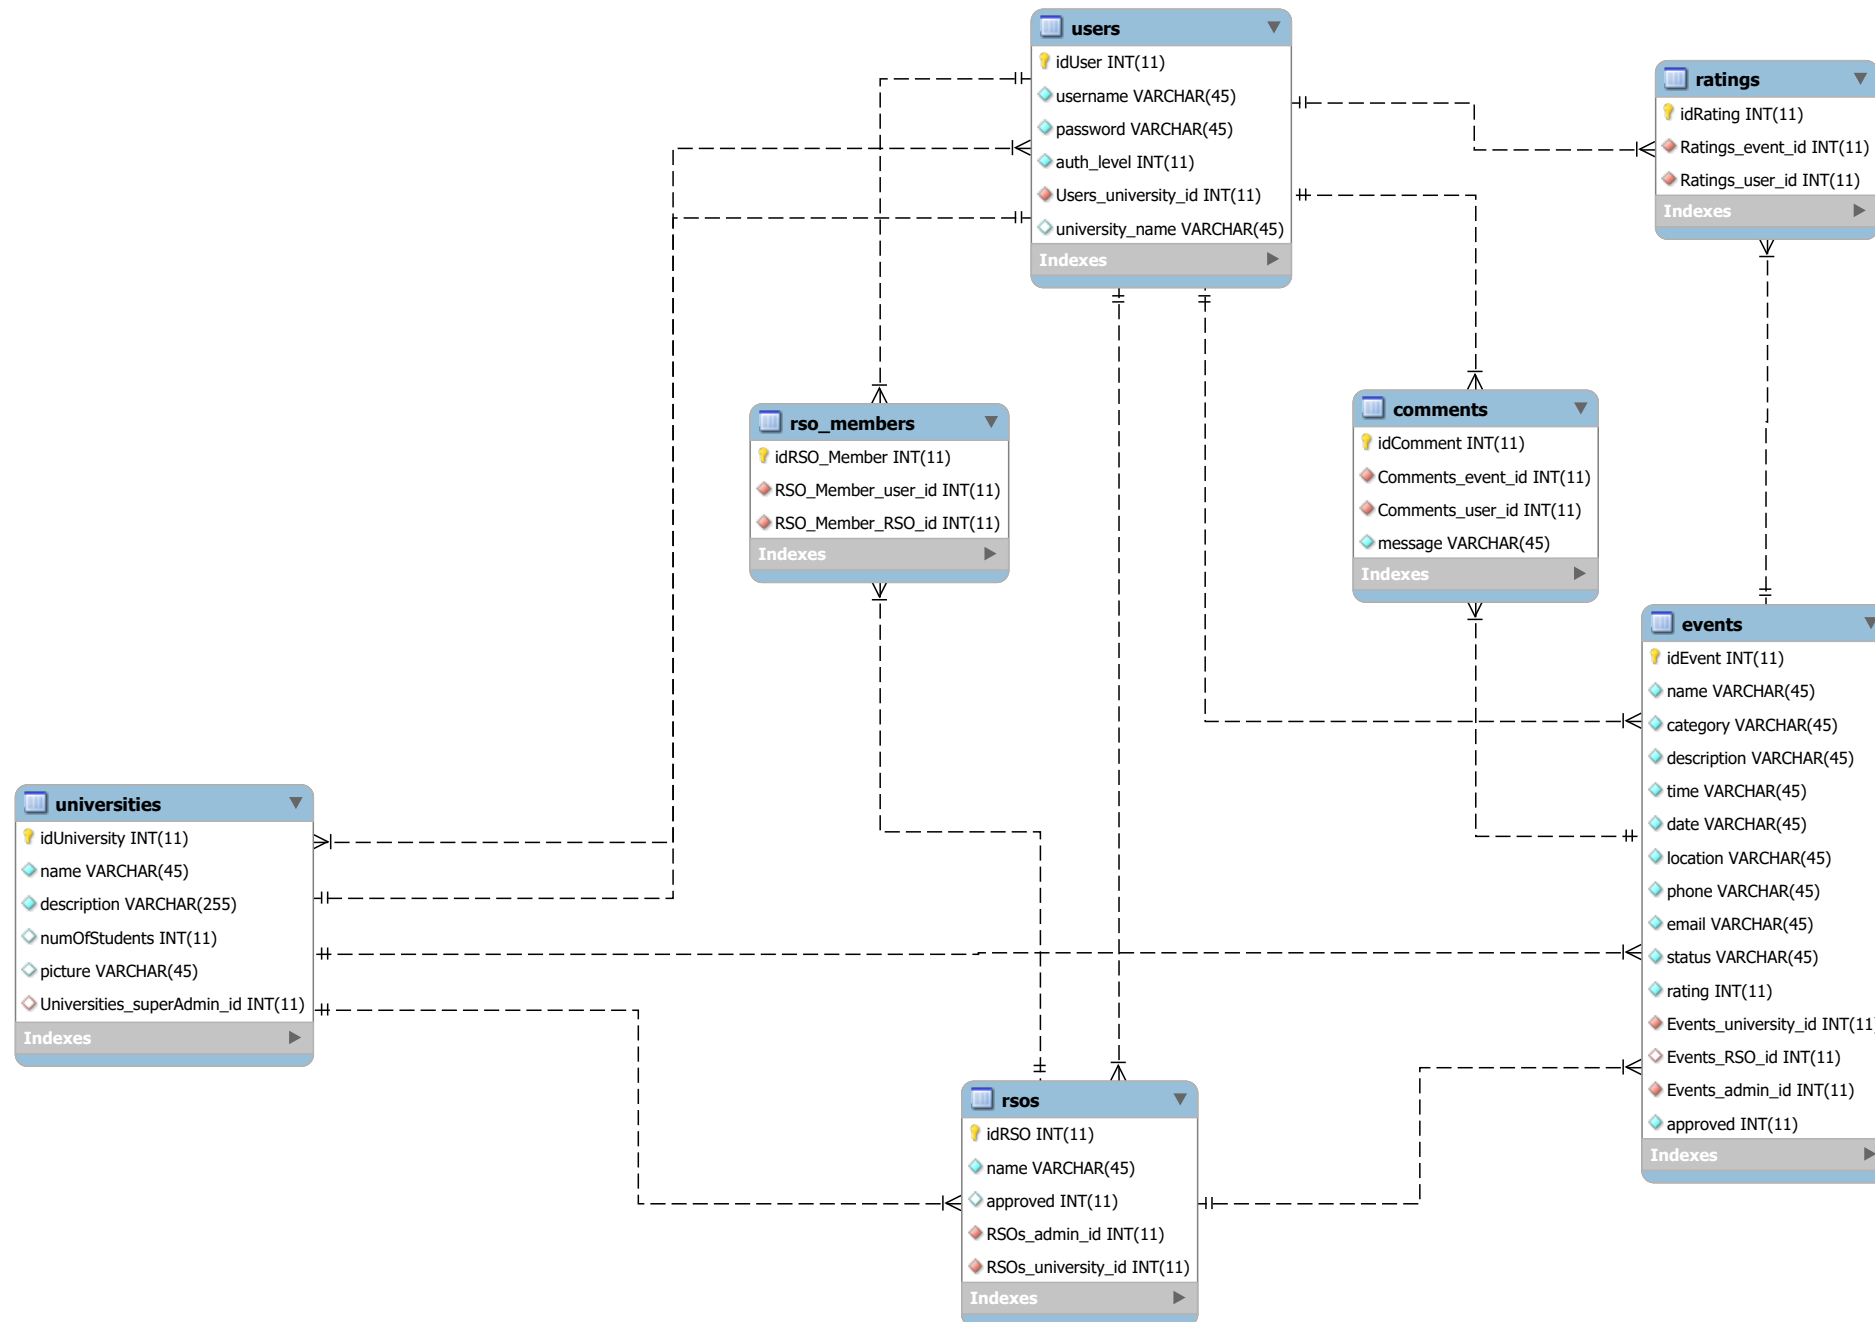 users
idUser INT(11)
username VARCHAR(45)
password VARCHAR(45)
auth_level INT(11)
Users_university_id INT(11)
university_name VARCHAR(45)
Indexes
ratings
idRating INT(11)
Ratings_event_id INT(11)
Ratings_user_id INT(11)
Indexes
rso_members
idRSO_Member INT(11)
RSO_Member_user_id INT(11)
RSO_Member_RSO_id INT(11)
Indexes
comments
idComment INT(11)
Comments_event_id INT(11)
Comments_user_id INT(11)
message VARCHAR(45)
Indexes
events
idEvent INT(11)
name VARCHAR(45)
category VARCHAR(45)
description VARCHAR(45)
time VARCHAR(45)
date VARCHAR(45)
location VARCHAR(45)
phone VARCHAR(45)
email VARCHAR(45)
status VARCHAR(45)
rating INT(11)
Events_university_id INT(11
Events_RSO_id INT(11)
Events_admin_id INT(11)
approved INT(11)
Indexes
universities
idUniversity INT(11)
name VARCHAR(45)
description VARCHAR(255)
numOfStudents INT(11)
picture VARCHAR(45)
Universities_superAdmin_id INT(11)
Indexes
rsos
idRSO INT(11)
name VARCHAR(45)
approved INT(11)
RSOs_admin_id INT(11)
RSOs_university_id INT(11)
Indexes